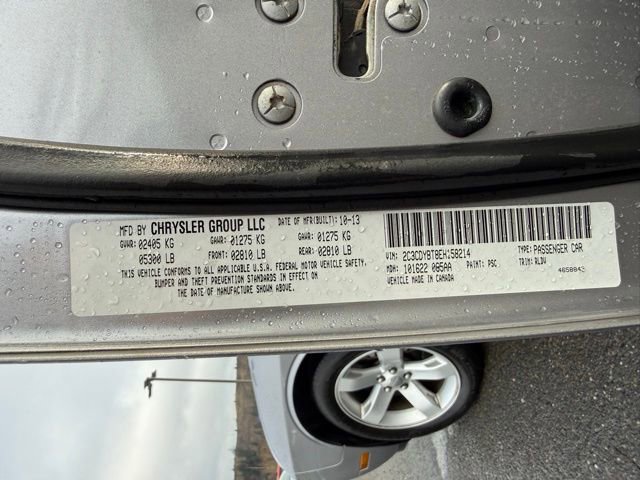 MFD BY CHRYSLER GROUP LLC DATE OF MFR(BUILT): 10-13
GVWR: 02405 KG GAWR: 01275 KG GAWR: 01275 KG
05300 LB FRONT: 02810 LB REAR: 02810 LB
THIS VEHICLE CONFORMS TO ALL APPLICABLE U.S.A. FEDERAL MOTOR VEHICLE SAFETY,
BUMPER AND THEFT PREVENTION STANDARDS IN EFFECT ON
THE DATE OF MANUFACTURE SHOWN ABOVE.
VIN: 2C3CDYBT8EH158214 TYPE: PASSENGER CAR
MDH: 101622 085AA PAINT: PSC TRIM: RLDV
VEHICLE MADE IN CANADA 4658842